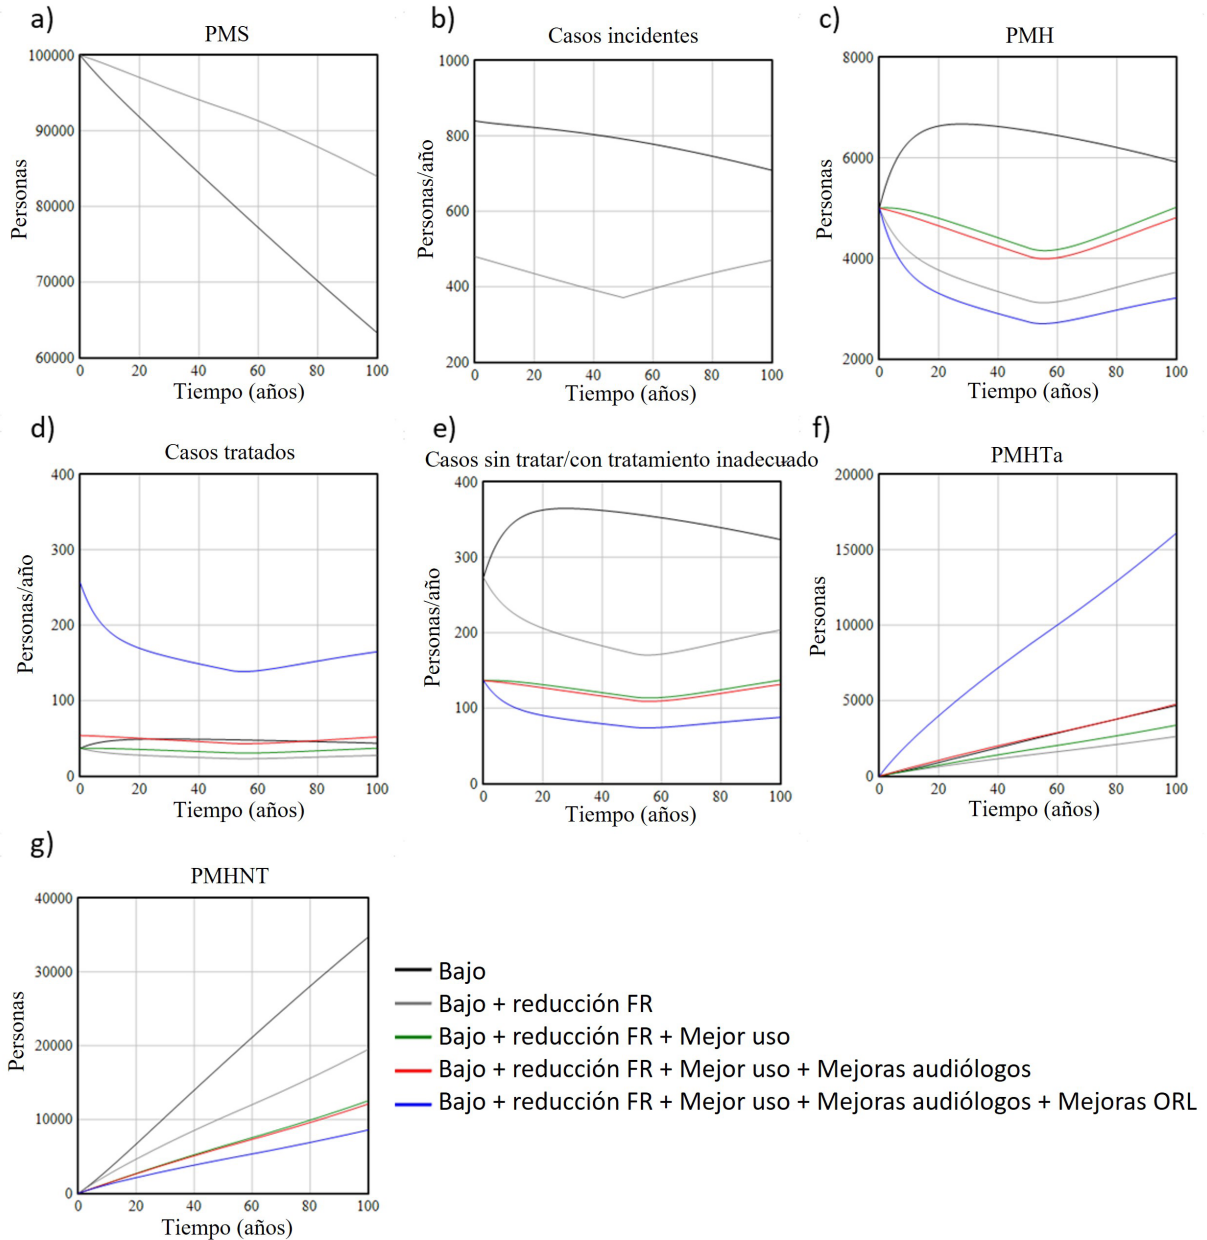 a)
PMS
100000
90000
80000
70000
60000
Personas
0 20 40 60 80 100
Tiempo (años)
b)
Casos incidentes
1000
800
600
400
200
Personas/año
0 20 40 60 80 100
Tiempo (años)
c)
PMH
8000
6000
4000
2000
Personas
0 20 40 60 80 100
Tiempo (años)
d)
Casos tratados
400
300
200
100
0
Personas/año
0 20 40 60 80 100
Tiempo (años)
e)
Casos sin tratar/con tratamiento inadecuado
400
300
200
100
0
Personas/año
0 20 40 60 80 100
Tiempo (años)
f)
PMHTa
20000
15000
10000
5000
0
Personas
0 20 40 60 80 100
Tiempo (años)
g)
PMHNT
40000
30000
20000
10000
0
Personas
0 20 40 60 80 100
Tiempo (años)
Bajo
Bajo + reducción FR
Bajo + reducción FR + Mejor uso
Bajo + reducción FR + Mejor uso + Mejoras audiólogos
Bajo + reducción FR + Mejor uso + Mejoras audiólogos + Mejoras ORL